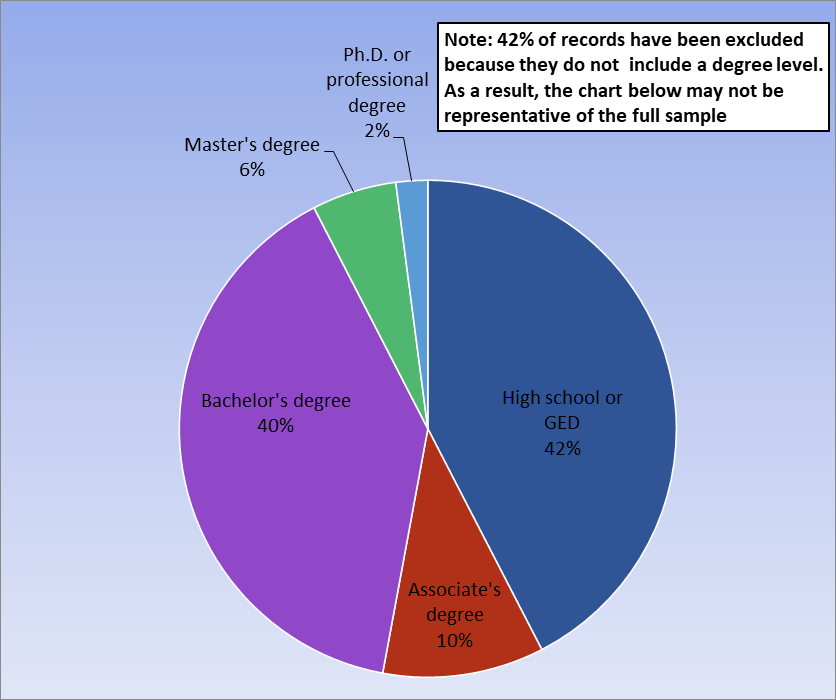 Note: 42% of records have been excluded
because they do not  include a degree level.
As a result, the chart below may not be
representative of the full sample
Ph.D. or
professional
degree
2%
Master's degree
6%
Bachelor's degree
40%
High school or
GED
42%
Associate's
degree
10%